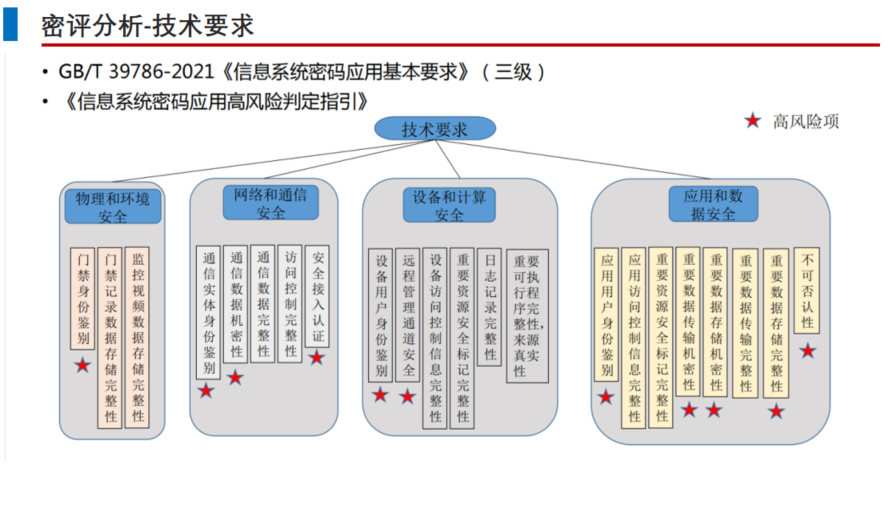 密评分析-技术要求
• GB/T 39786-2021《信息系统密码应用基本要求》（三级）
• 《信息系统密码应用高风险判定指引》
技术要求
高风险项
物理和环境
安全
门禁身份鉴别
门禁记录数据存储完整性
监控视频数据存储完整性
网络和通信
安全
通信实体身份鉴别
通信数据机密性
通信数据完整性
访问控制完整性
安全接入认证
设备和计算
安全
设备用户身份鉴别
远程管理通道安全
设备访问控制信息完整性
重要资源安全标记完整性
日志记录完整性
重要可执行程序完整性，来源真实性
应用和数
据安全
应用用户身份鉴别
应用访问控制信息完整性
重要资源安全标记完整性
重要数据传输机密性
重要数据存储机密性
重要数据传输完整性
重要数据存储完整性
不可否认性